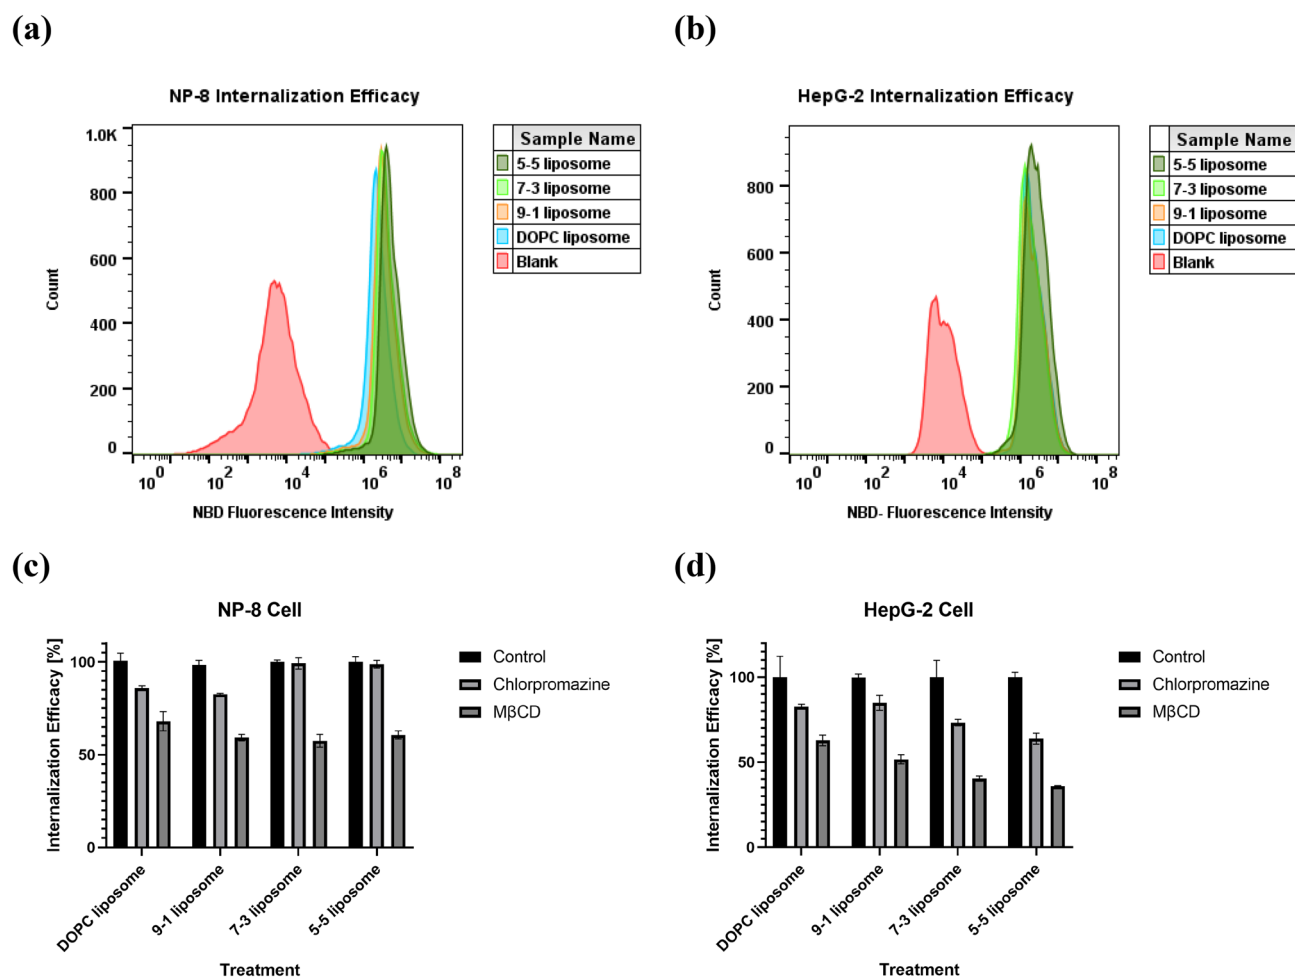 (a)
NP-8 Internalization Efficacy
1.0K
800
600
400
200
0
Count
10^0
10^2
10^4
10^6
10^8
NBD Fluorescence Intensity
Sample Name
5-5 liposome
7-3 liposome
9-1 liposome
DOPC liposome
Blank
(b)
HepG-2 Internalization Efficacy
800
600
400
200
0
Count
10^0
10^2
10^4
10^6
10^8
NBD- Fluorescence Intensity
Sample Name
5-5 liposome
7-3 liposome
9-1 liposome
DOPC liposome
Blank
(c)
NP-8 Cell
Internalization Efficacy [%]
100
50
0
DOPC liposome
9-1 liposome
7-3 liposome
5-5 liposome
Treatment
Control
Chlorpromazine
MβCD
(d)
HepG-2 Cell
Internalization Efficacy [%]
100
50
0
DOPC liposome
9-1 liposome
7-3 liposome
5-5 liposome
Treatment
Control
Chlorpromazine
MβCD